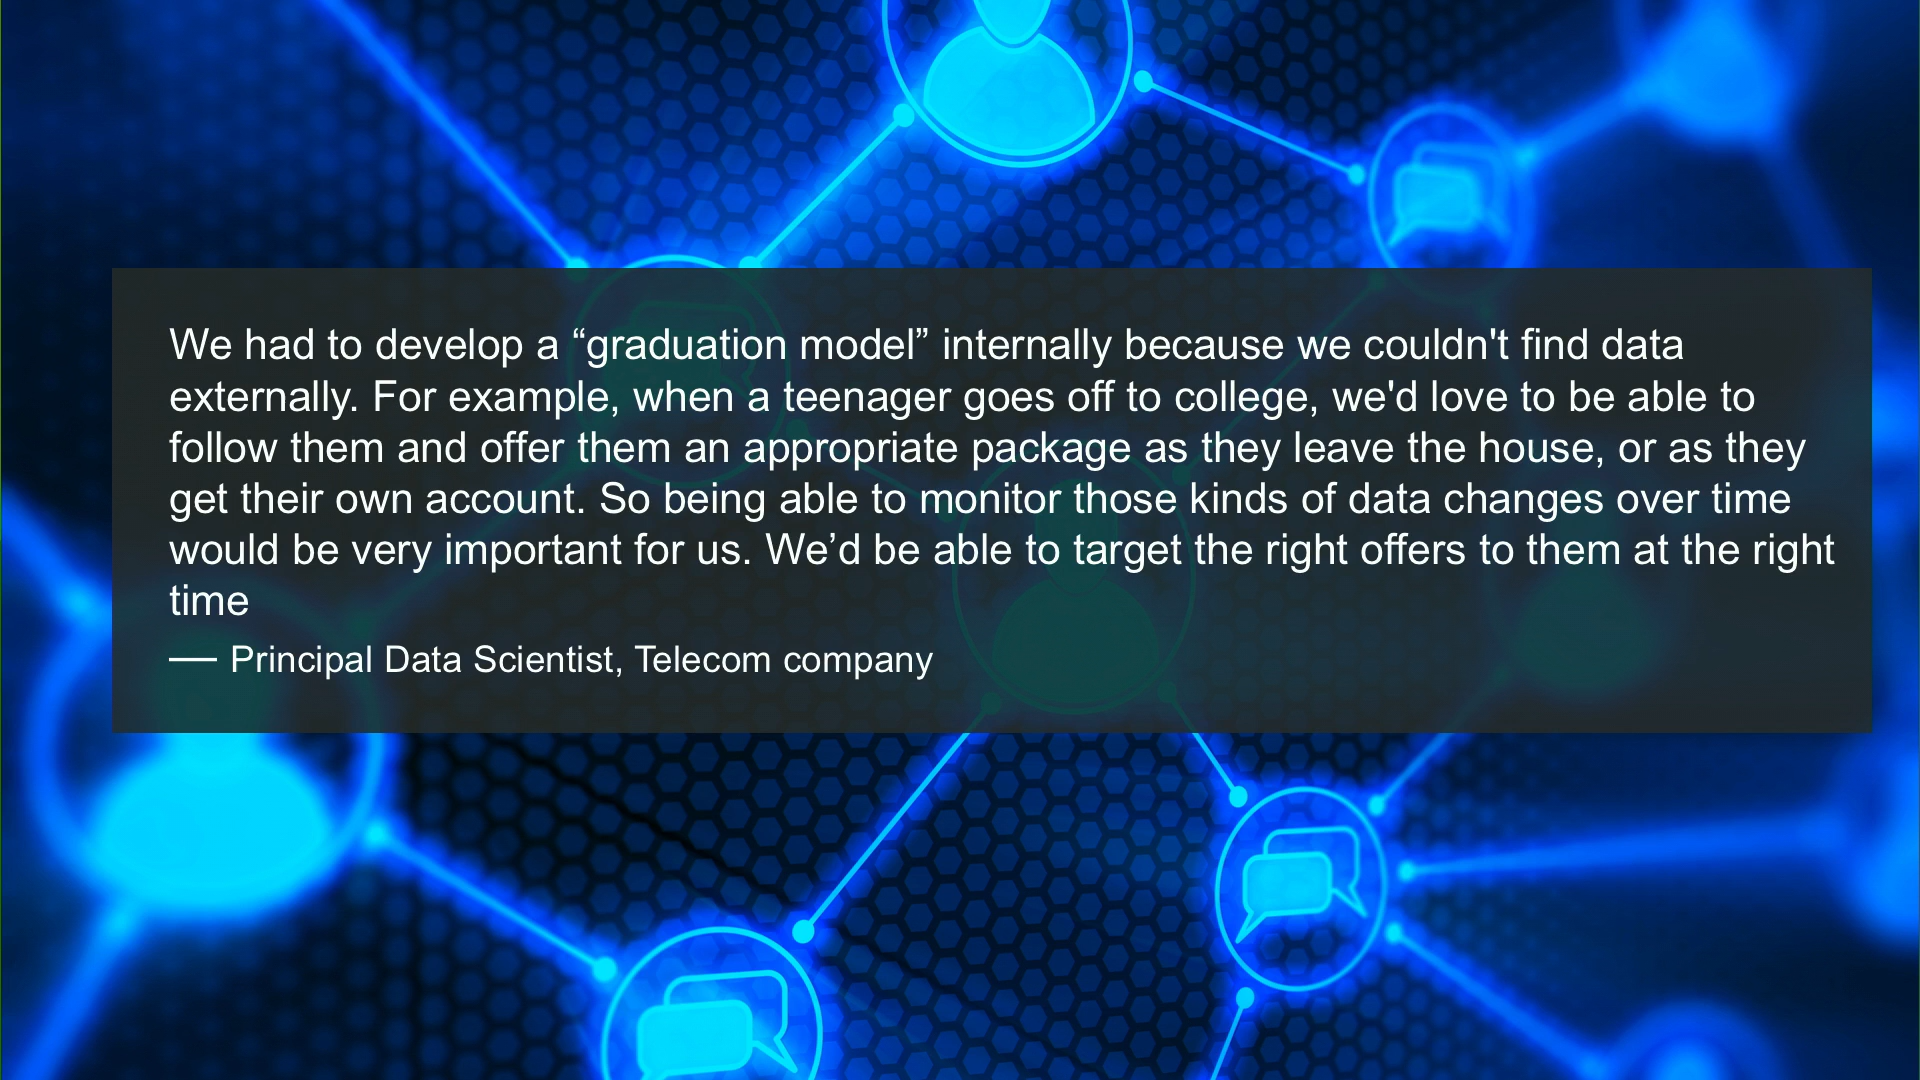 We had to develop a “graduation model” internally because we couldn't find data
externally. For example, when a teenager goes off to college, we'd love to be able to
follow them and offer them an appropriate package as they leave the house, or as they
get their own account. So being able to monitor those kinds of data changes over time
would be very important for us. We’d be able to target the right offers to them at the right
time
— Principal Data Scientist, Telecom company